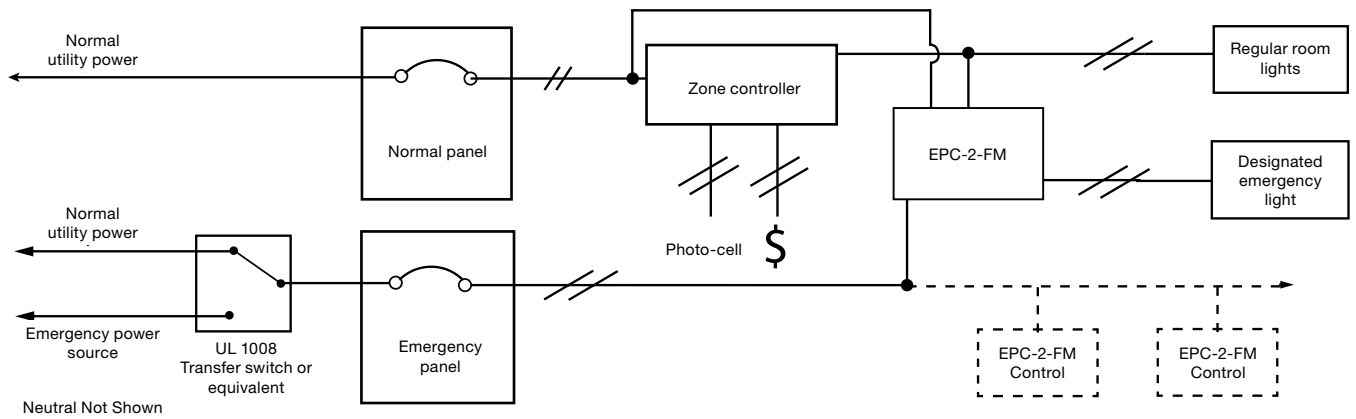 Normal
utility power
Normal panel
Zone controller
Regular room
lights
EPC-2-FM
Designated
emergency
light
Photo-cell
$
Normal
utility power
Emergency power
source
UL 1008
Transfer switch or
equivalent
Emergency
panel
EPC-2-FM
Control
EPC-2-FM
Control
Neutral Not Shown